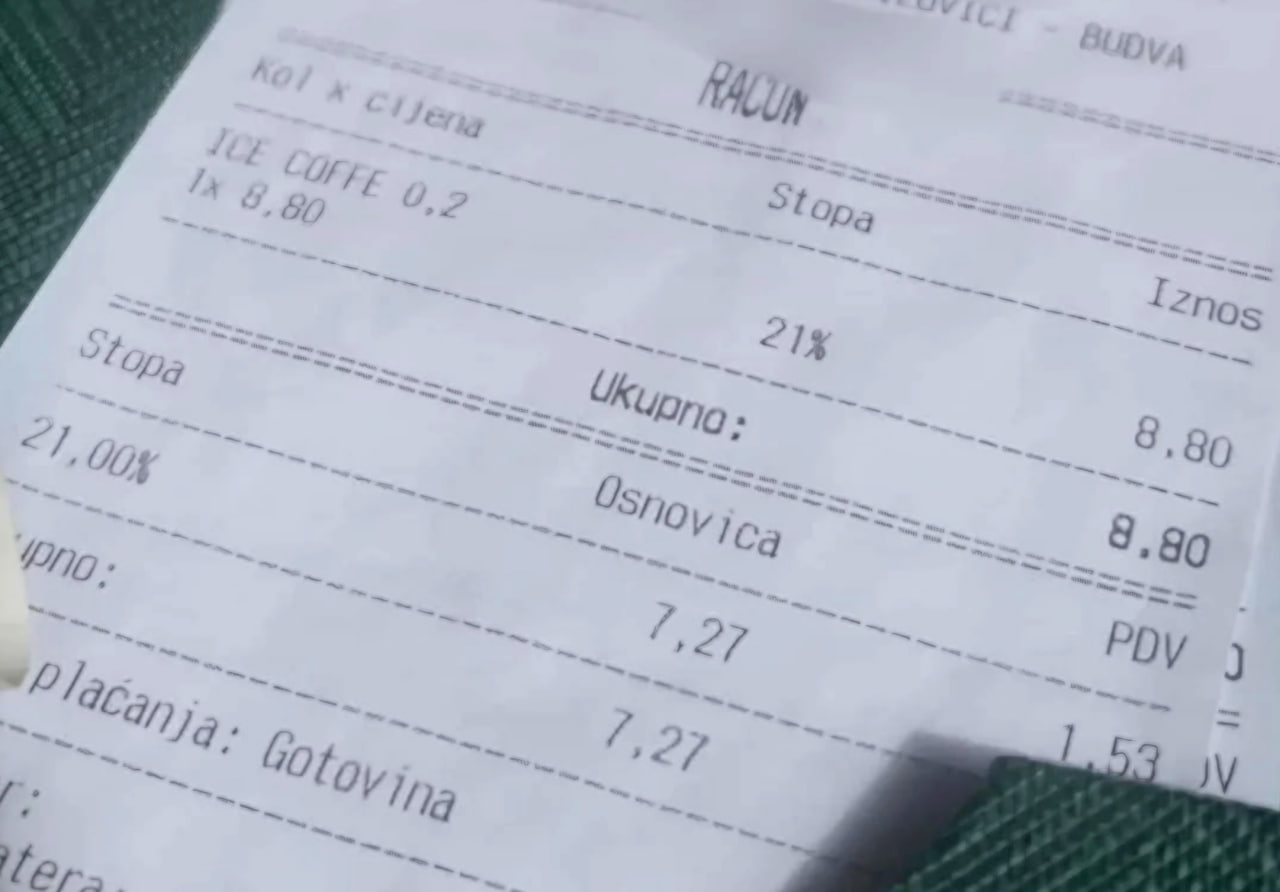 BUDVA
RACUN
Kol x cijena Stopa Iznos
ICE COFFE 0,2
1x 8,80 21% 8,80
Ukupno: 8.80
Stopa Osnovica PDV
21,00% 7,27 1,53
upno: 7,27
plaćanja: Gotovina